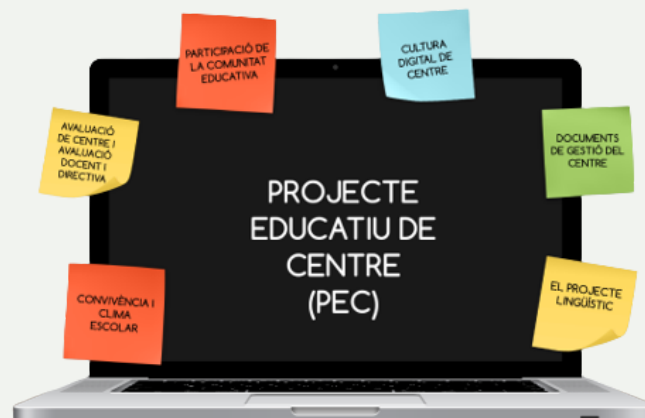 PARTICIPACIÓ DE
LA COMUNITAT
EDUCATIVA
CULTURA
DIGITAL DE
CENTRE
AVALUACIÓ
DE CENTRE I
AVALUACIÓ
DOCENT I
DIRECTIVA
DOCUMENTS
DE GESTIÓ DEL
CENTRE
PROJECTE
EDUCATIU DE
CENTRE
(PEC)
CONVIVÈNCIA I
CLIMA
ESCOLAR
EL PROJECTE
LINGÜÍSTIC